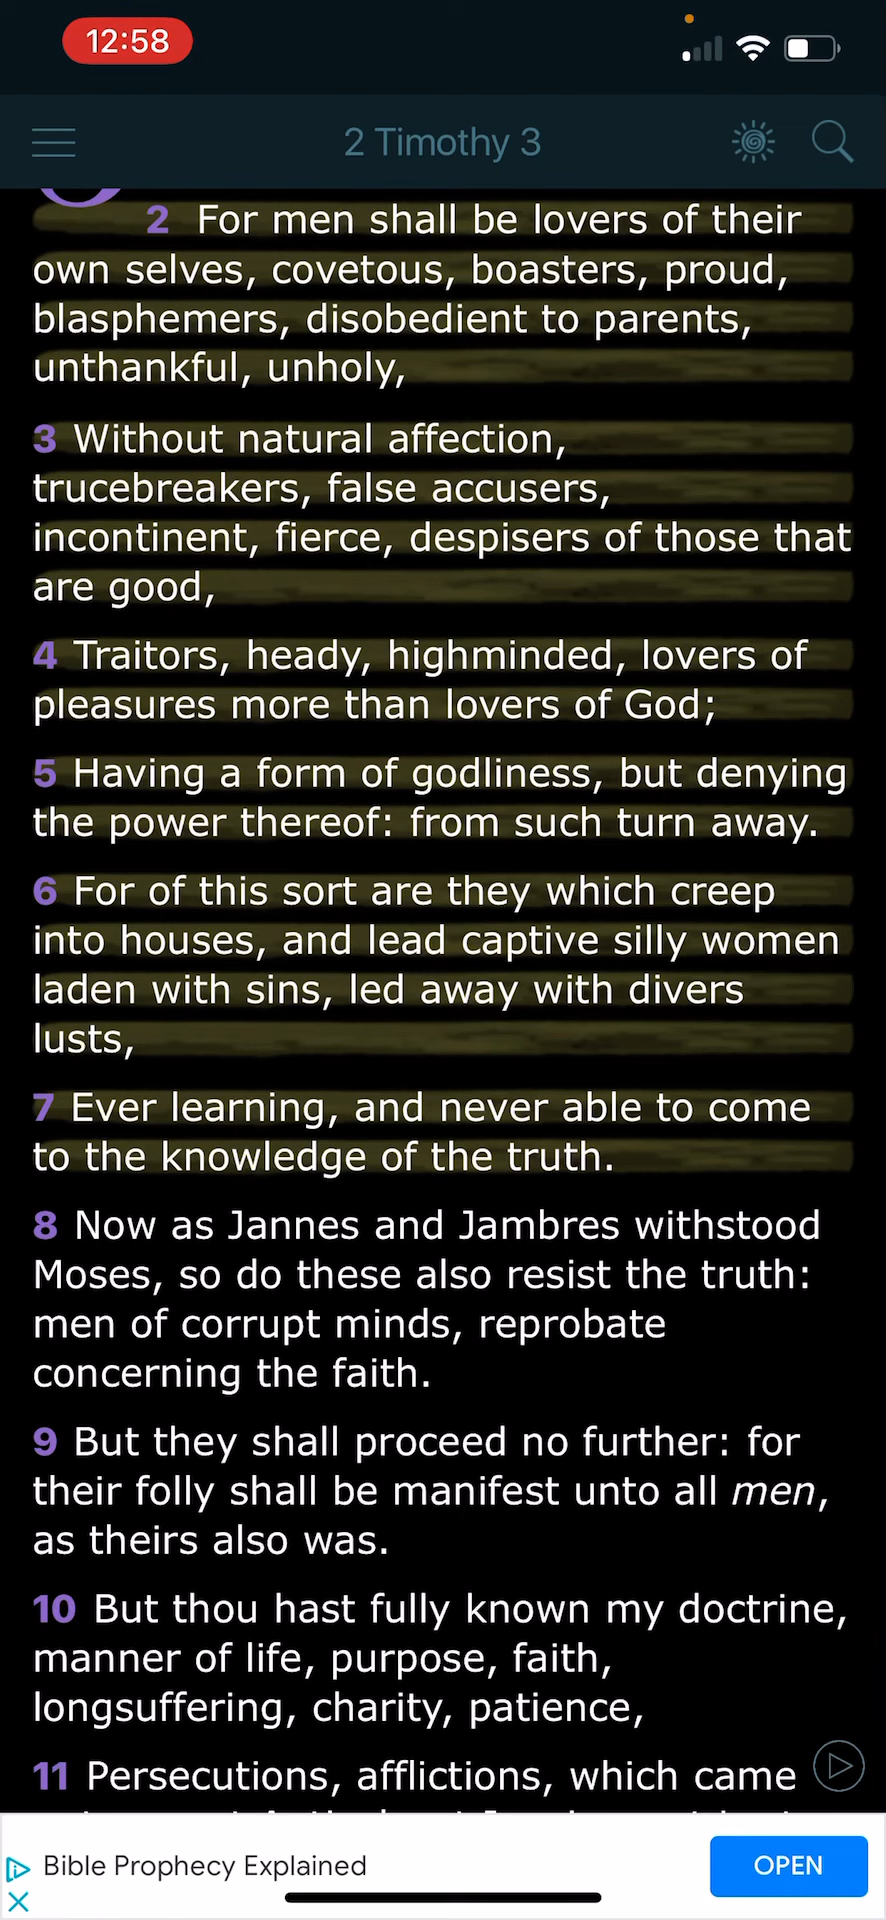 12:58
2 Timothy 3
2 For men shall be lovers of their
own selves, covetous, boasters, proud,
blasphemers, disobedient to parents,
unthankful, unholy,
3 Without natural affection,
trucebreakers, false accusers,
incontinent, fierce, despisers of those that
are good,
4 Traitors, heady, highminded, lovers of
pleasures more than lovers of God;
5 Having a form of godliness, but denying
the power thereof: from such turn away.
6 For of this sort are they which creep
into houses, and lead captive silly women
laden with sins, led away with divers
lusts,
7 Ever learning, and never able to come
to the knowledge of the truth.
8 Now as Jannes and Jambres withstood
Moses, so do these also resist the truth:
men of corrupt minds, reprobate
concerning the faith.
9 But they shall proceed no further: for
their folly shall be manifest unto all men,
as theirs also was.
10 But thou hast fully known my doctrine,
manner of life, purpose, faith,
longsuffering, charity, patience,
11 Persecutions, afflictions, which came
Bible Prophecy Explained
OPEN